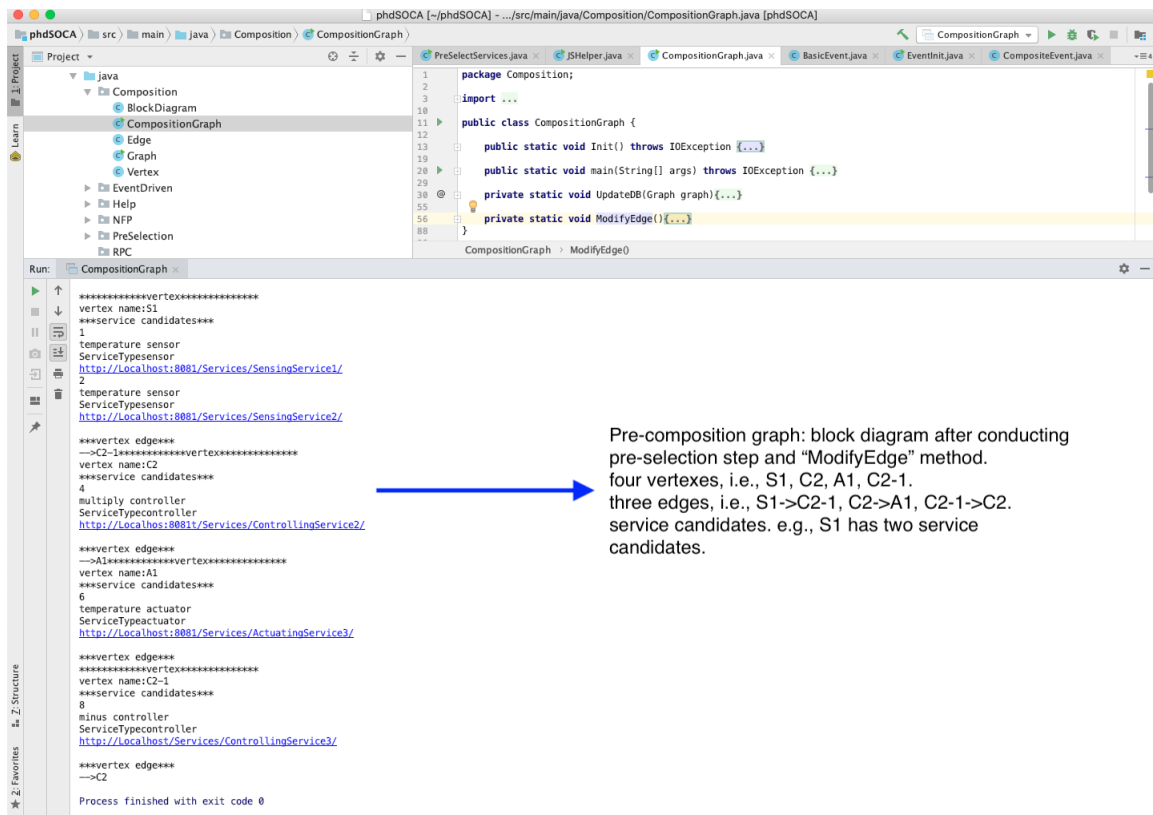 phdSOCA [~/phdSOCA] - .../src/main/java/Composition/CompositionGraph.java [phdSOCA]
phdSOCA src main java Composition CompositionGraph
CompositionGraph
Project
PreSelectServices.java JSHelper.java CompositionGraph.java BasicEvent.java EventInit.java CompositeEvent.java
1: Project
Learn
java
Composition
BlockDiagram
CompositionGraph
Edge
Graph
Vertex
EventDriven
Help
NFP
PreSelection
RPC
1 package Composition;
2
3 import ...
10
11 public class CompositionGraph {
12
13 public static void Init() throws IOException {...}
19
20 public static void main(String[] args) throws IOException {...}
29
30 @ private static void UpdateDB(Graph graph){...}
55
56 private static void ModifyEdge(){...}
88 }
CompositionGraph › ModifyEdge()
Run: CompositionGraph
************vertex**************
vertex name:S1
***service candidates***
1
temperature sensor
ServiceTypesensor
http://Localhost:8081/Services/SensingService1/
2
temperature sensor
ServiceTypesensor
http://Localhost:8081/Services/SensingService2/
***vertex edge***
——>C2-1************vertex**************
vertex name:C2
***service candidates***
4
multiply controller
ServiceTypecontroller
http://Localhos:8081t/Services/ControllingService2/
***vertex edge***
——>A1************vertex**************
vertex name:A1
***service candidates***
6
temperature actuator
ServiceTypeactuator
http://Localhost:8081/Services/ActuatingService3/
***vertex edge***
************vertex**************
vertex name:C2-1
***service candidates***
8
minus controller
ServiceTypecontroller
http://Localhost/Services/ControllingService3/
***vertex edge***
——>C2
Process finished with exit code 0
Pre-composition graph: block diagram after conducting
pre-selection step and “ModifyEdge” method.
four vertexes, i.e., S1, C2, A1, C2-1.
three edges, i.e., S1->C2-1, C2->A1, C2-1->C2.
service candidates. e.g., S1 has two service
candidates.
Z: Structure
2: Favorites